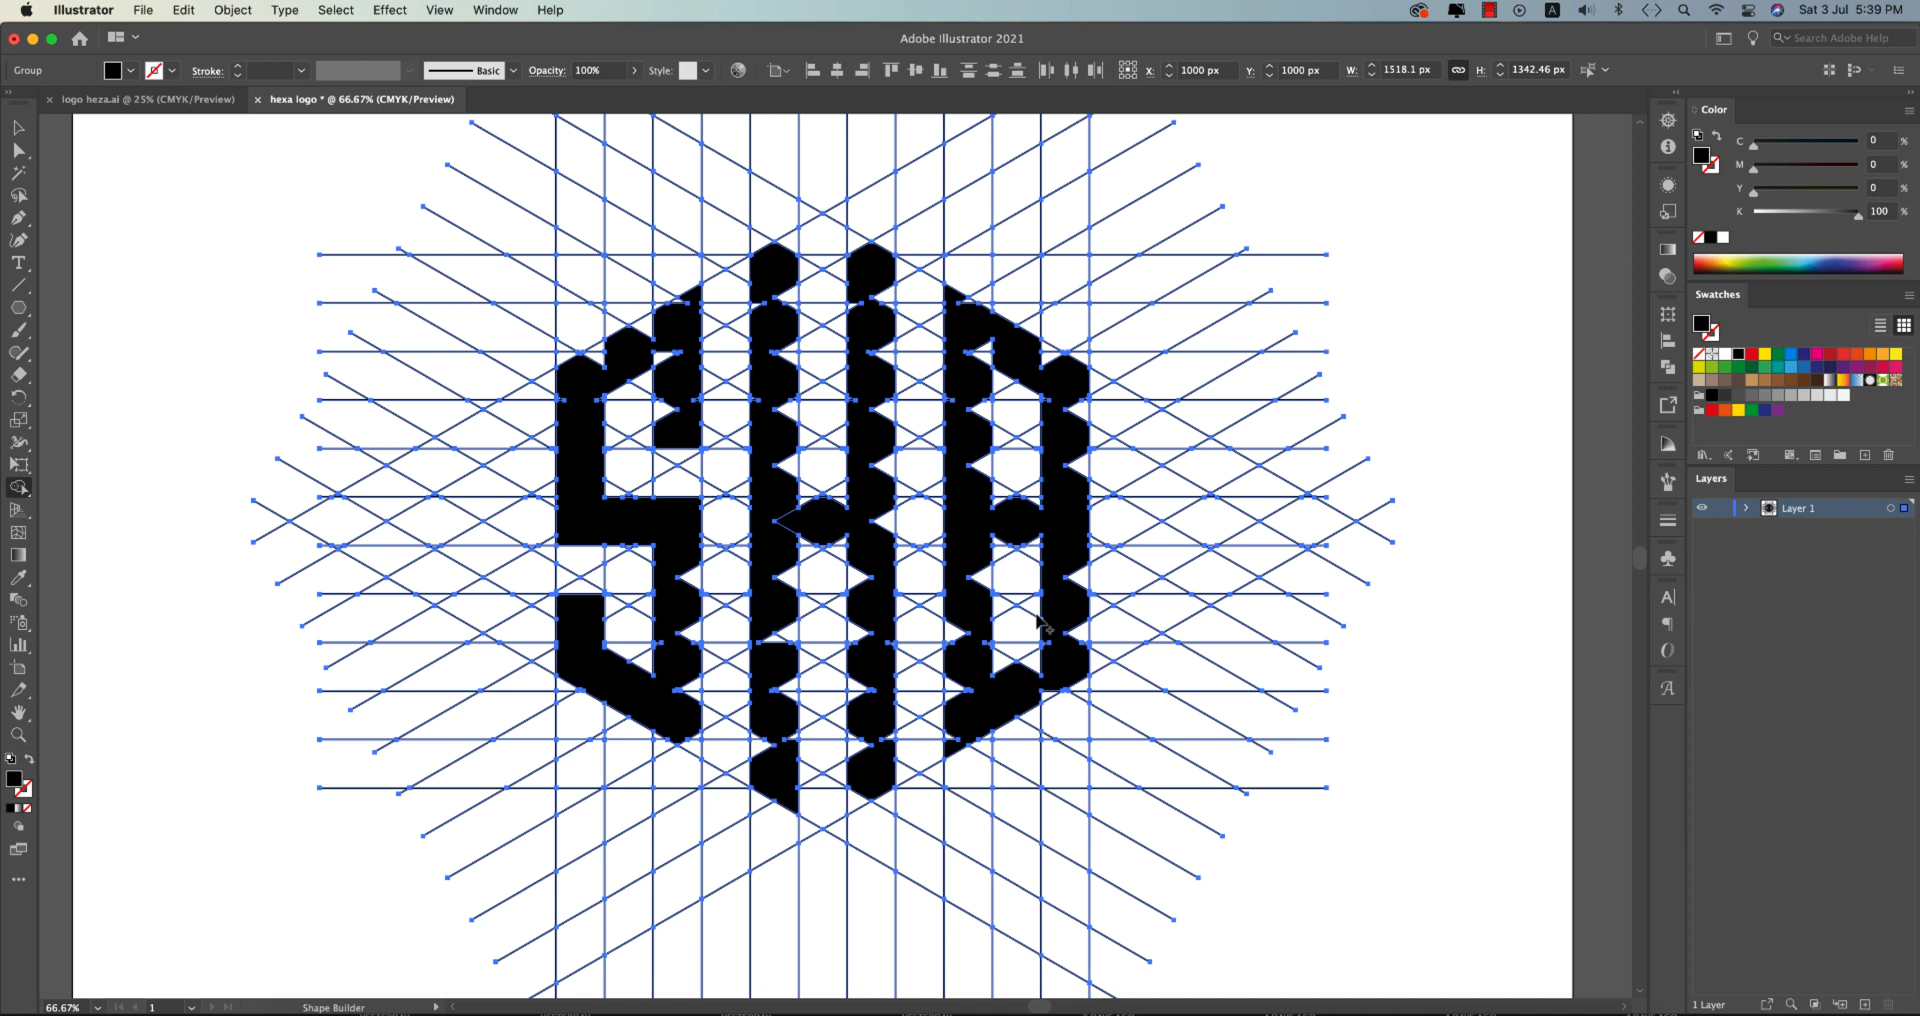 Illustrator File Edit Object Type Select Effect View Window Help
A
Sat 3 Jul 5:39 PM
Adobe Illustrator 2021
Search Adobe Help
Group
Stroke:
Basic
Opacity: 100%
Style:
X: 1000 px
Y: 1000 px
W: 1518.1 px
H: 1342.46 px
logo heza.ai @ 25% (CMYK/Preview)
hexa logo * @ 66.67% (CMYK/Preview)
Color
C 0 %
M 0 %
Y 0 %
K 100 %
Swatches
Layers
Layer 1
66.67%
1
Shape Builder
1 Layer